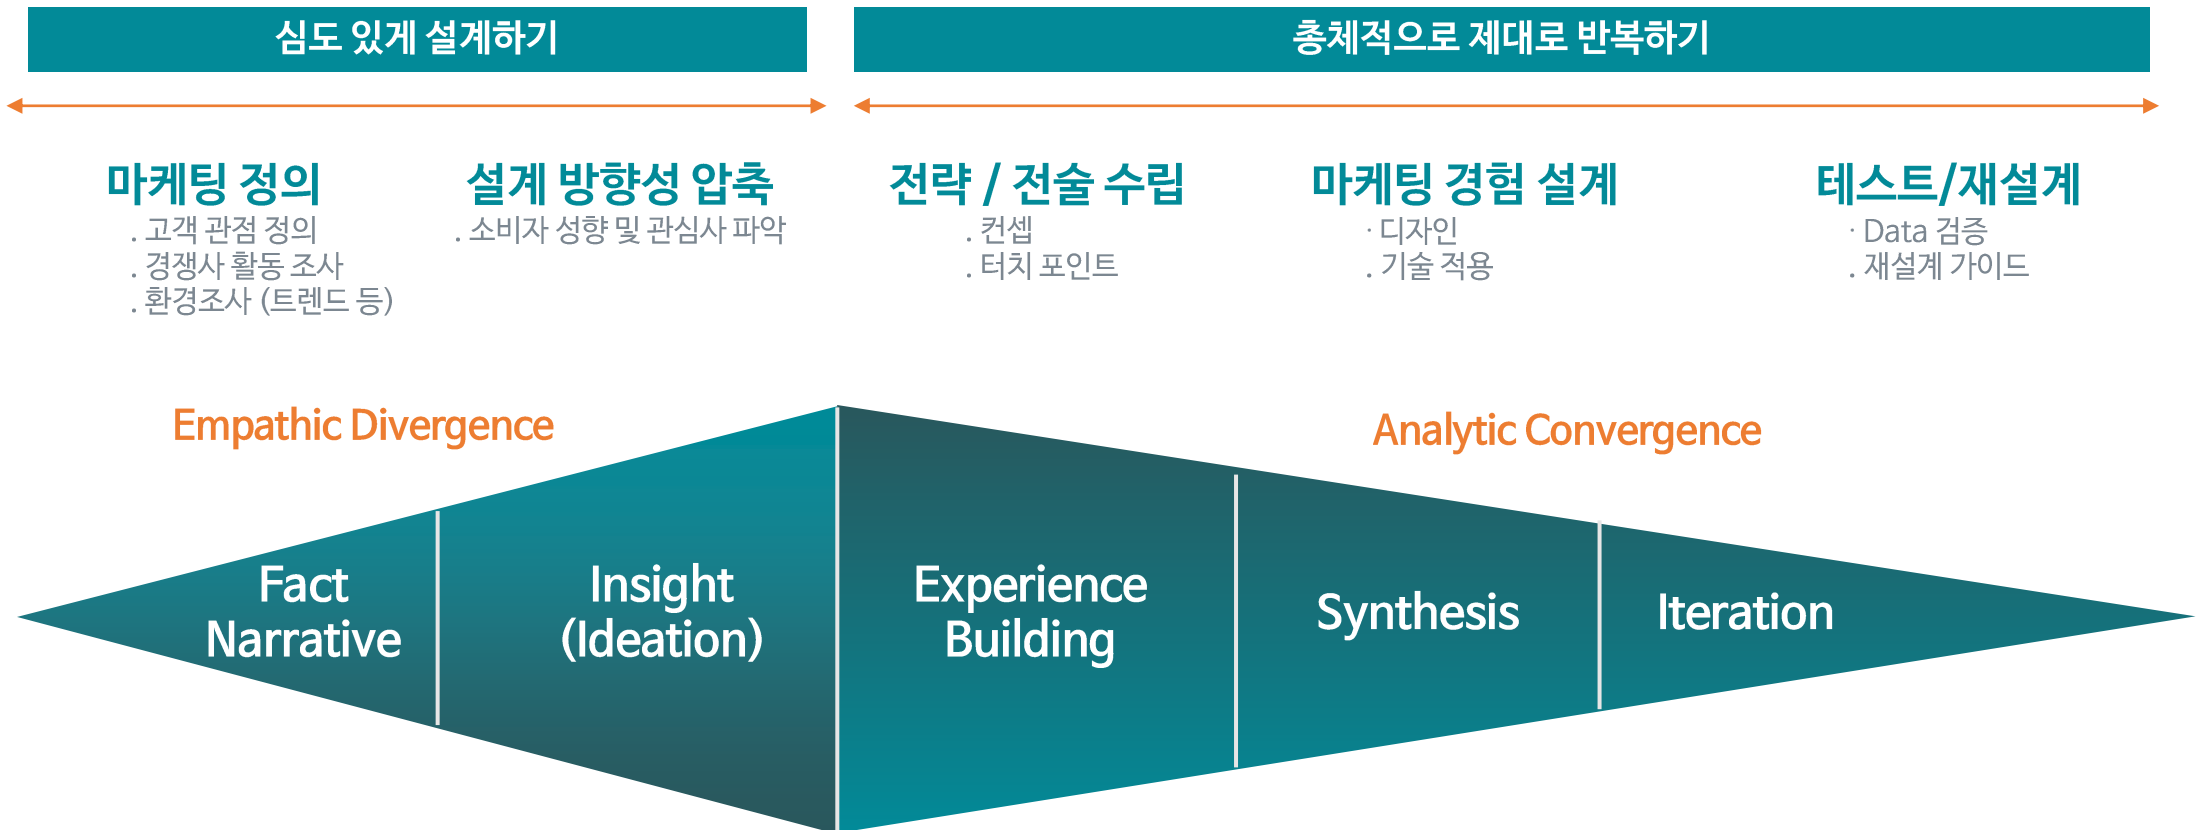 심도 있게 설계하기
총체적으로 제대로 반복하기
마케팅 정의
. 고객 관점 정의
. 경쟁사 활동 조사
. 환경조사 (트렌드 등)
설계 방향성 압축
. 소비자 성향 및 관심사 파악
전략 / 전술 수립
. 컨셉
. 터치 포인트
마케팅 경험 설계
· 디자인
. 기술 적용
테스트/재설계
· Data 검증
. 재설계 가이드
Empathic Divergence
Analytic Convergence
Fact
Narrative
Insight
(Ideation)
Experience
Building
Synthesis
Iteration